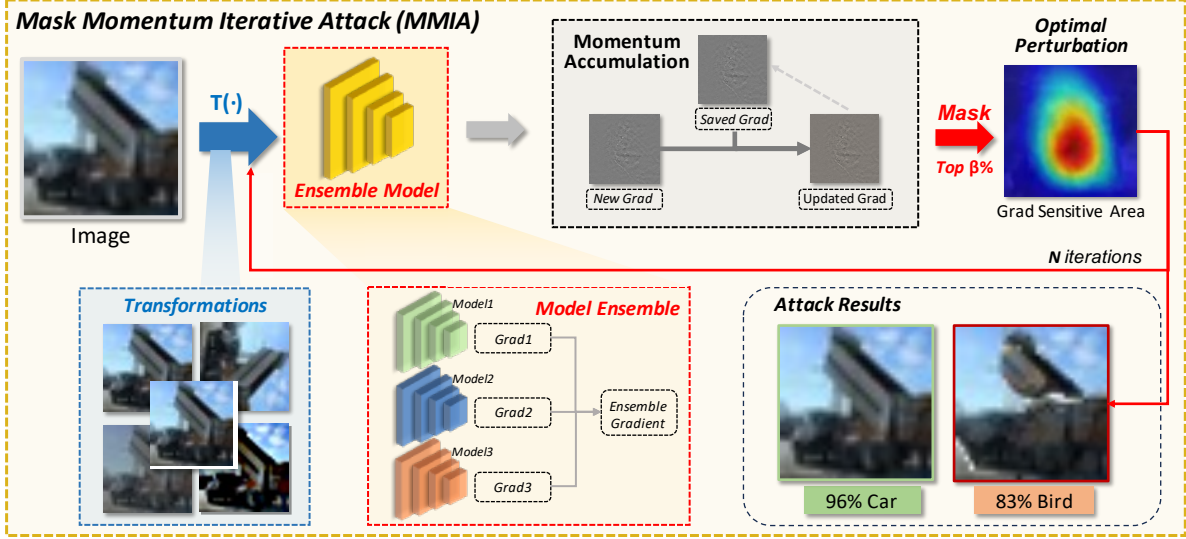 Mask Momentum Iterative Attack (MMIA)
Image
T(·)
Ensemble Model
Momentum
Accumulation
Saved Grad
New Grad
Updated Grad
Mask
Top β%
Optimal
Perturbation
Grad Sensitive Area
N iterations
Transformations
Model Ensemble
Model1
Grad1
Model2
Grad2
Model3
Grad3
Ensemble
Gradient
Attack Results
96% Car
83% Bird